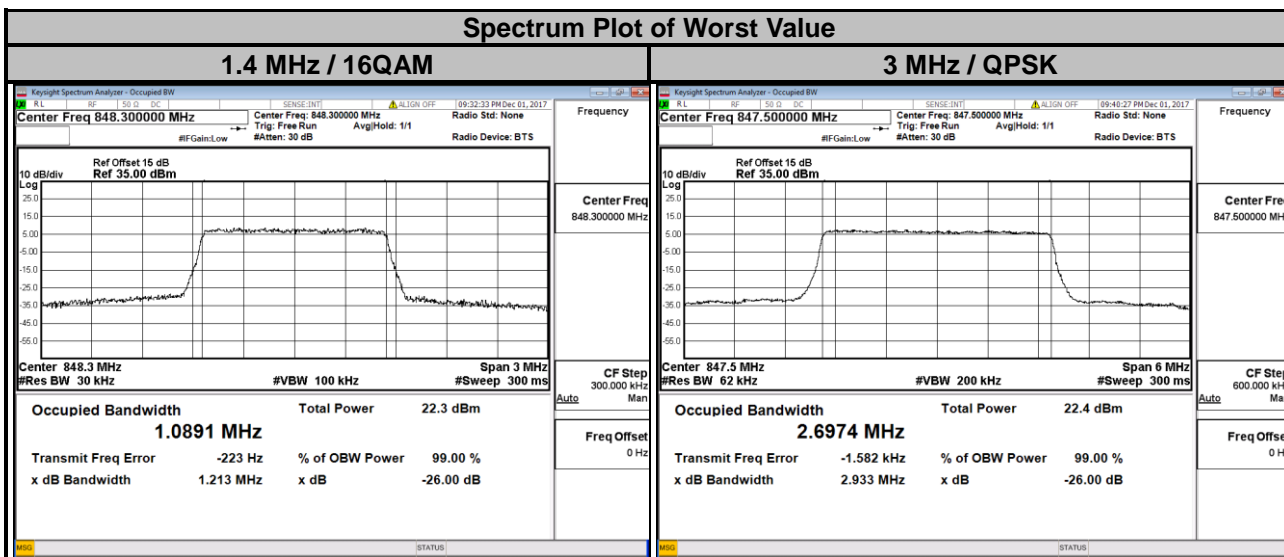 Spectrum Plot of Worst Value
1.4 MHz / 16QAM
Keysight Spectrum Analyzer - Occupied BW
RL RF 50 Ω DC SENSE:INT ALIGN OFF 09:32:33 PM Dec 01, 2017
Center Freq 848.300000 MHz
Center Freq: 848.300000 MHz
Radio Std: None
Trig: Free Run Avg|Hold: 1/1
#IFGain:Low
#Atten: 30 dB
Radio Device: BTS
Frequency
Ref Offset 15 dB
10 dB/div Ref 35.00 dBm
Log
25.0
15.0
5.00
-5.00
-15.0
-25.0
-35.0
-45.0
-55.0
Center Freq
848.300000 MHz
Center 848.3 MHz
Span 3 MHz
#Res BW 30 kHz
#VBW 100 kHz
#Sweep 300 ms
CF Step
300.000 kHz
Auto Man
Occupied Bandwidth
Total Power 22.3 dBm
1.0891 MHz
Transmit Freq Error -223 Hz % of OBW Power 99.00 %
x dB Bandwidth 1.213 MHz x dB -26.00 dB
Freq Offset
0 Hz
MSG STATUS
3 MHz / QPSK
Keysight Spectrum Analyzer - Occupied BW
RL RF 50 Ω DC SENSE:INT ALIGN OFF 09:40:27 PM Dec 01, 2017
Center Freq 847.500000 MHz
Center Freq: 847.500000 MHz
Radio Std: None
Trig: Free Run Avg|Hold: 1/1
#IFGain:Low
#Atten: 30 dB
Radio Device: BTS
Frequency
Ref Offset 15 dB
10 dB/div Ref 35.00 dBm
Log
25.0
15.0
5.00
-5.00
-15.0
-25.0
-35.0
-45.0
-55.0
Center Fre
847.500000 MH
Center 847.5 MHz
Span 6 MHz
#Res BW 62 kHz
#VBW 200 kHz
#Sweep 300 ms
CF Step
600.000 kHz
Auto Ma
Occupied Bandwidth
Total Power 22.4 dBm
2.6974 MHz
Transmit Freq Error -1.582 kHz % of OBW Power 99.00 %
x dB Bandwidth 2.933 MHz x dB -26.00 dB
Freq Offse
0 H
MSG STATUS